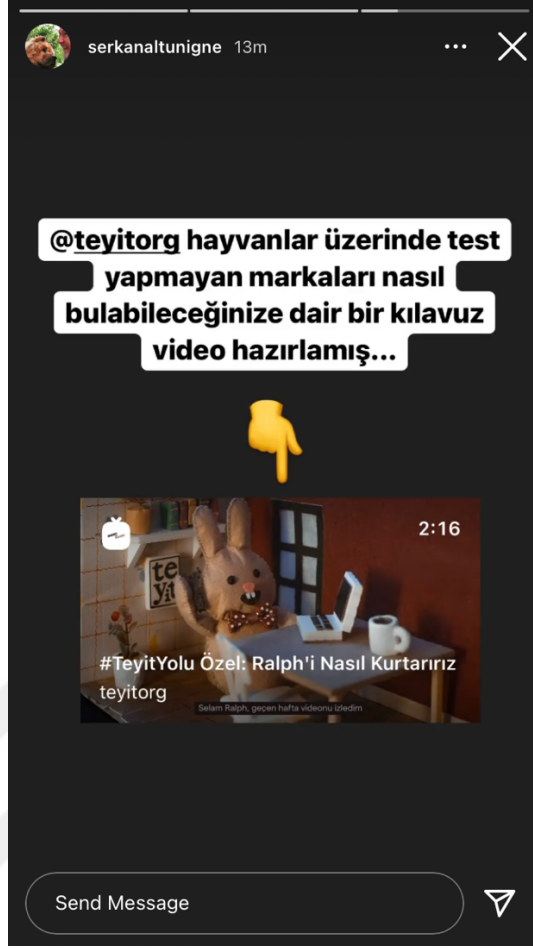 serkanaltunigne 13m
@teyitorg hayvanlar üzerinde test
yapmayan markaları nasıl
bulabileceğinize dair bir kılavuz
video hazırlamış...
2:16
te
yit
#TeyitYolu Özel: Ralph'i Nasıl Kurtarırız
teyitorg
Selam Ralph, geçen hafta videonu izledim
Send Message